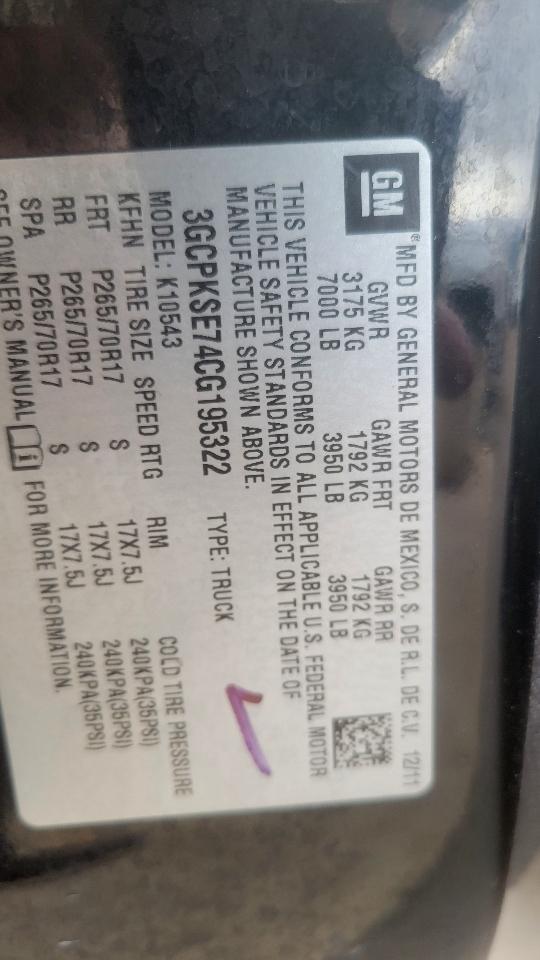 GM
®MFD BY GENERAL MOTORS DE MEXICO, S. DE R.L. DE C.V. 12/11
GVWR GAWR FRT GAWR RR
3175 KG 1792 KG 1792 KG
7000 LB 3950 LB 3950 LB
THIS VEHICLE CONFORMS TO ALL APPLICABLE U.S. FEDERAL MOTOR
VEHICLE SAFETY STANDARDS IN EFFECT ON THE DATE OF
MANUFACTURE SHOWN ABOVE.
3GCPKSE74CG195322 TYPE: TRUCK
MODEL: K10543
KFHN TIRE SIZE SPEED RTG RIM COLD TIRE PRESSURE
FRT P265/70R17 S 17X7.5J 240KPA(35PSI)
RR P265/70R17 S 17X7.5J 240KPA(35PSI)
SPA P265/70R17 S 17X7.5J 240KPA(35PSI)
SEE OWNER'S MANUAL FOR MORE INFORMATION.